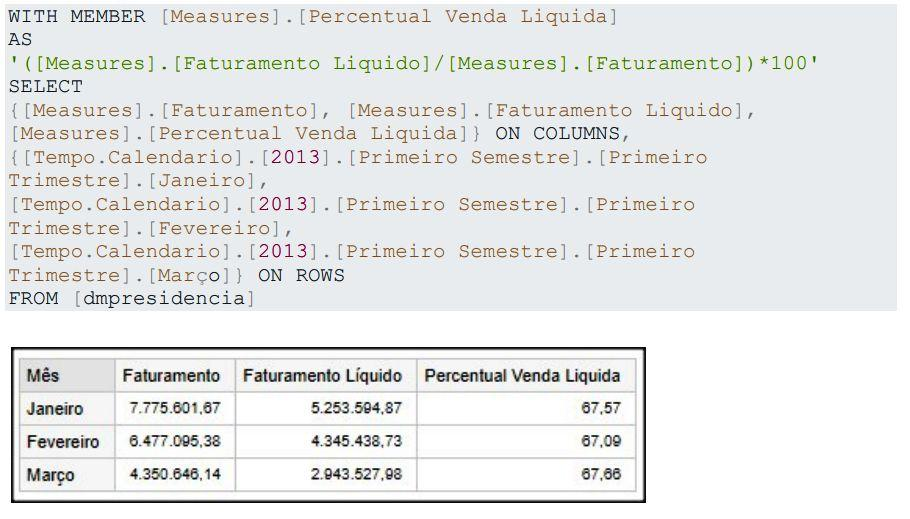 WITH MEMBER [Measures].[Percentual Venda Liquida]
AS
'([Measures].[Faturamento Liquido]/[Measures].[Faturamento])*100'
SELECT
{[Measures].[Faturamento], [Measures].[Faturamento Liquido],
[Measures].[Percentual Venda Liquida]} ON COLUMNS,
{[Tempo.Calendario].[2013].[Primeiro Semestre].[Primeiro
Trimestre].[Janeiro],
[Tempo.Calendario].[2013].[Primeiro Semestre].[Primeiro
Trimestre].[Fevereiro],
[Tempo.Calendario].[2013].[Primeiro Semestre].[Primeiro
Trimestre].[Março]} ON ROWS
FROM [dmpresidencia]
Mês Faturamento Faturamento Líquido Percentual Venda Liquida
Janeiro 7.775.601,67 5.253.594,87 67,57
Fevereiro 6.477.095,38 4.345.438,73 67,09
Março 4.350.646,14 2.943.527,98 67,66